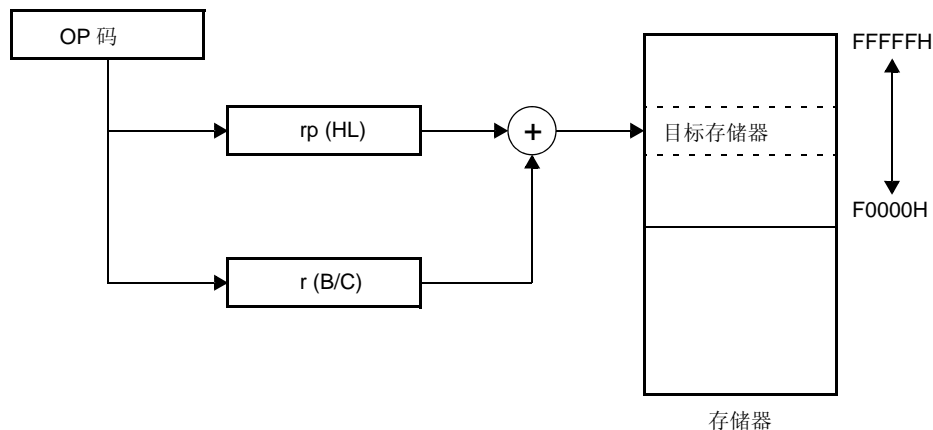 OP 码
FFFFFH
rp (HL)
+
目标存储器
F0000H
r (B/C)
存储器